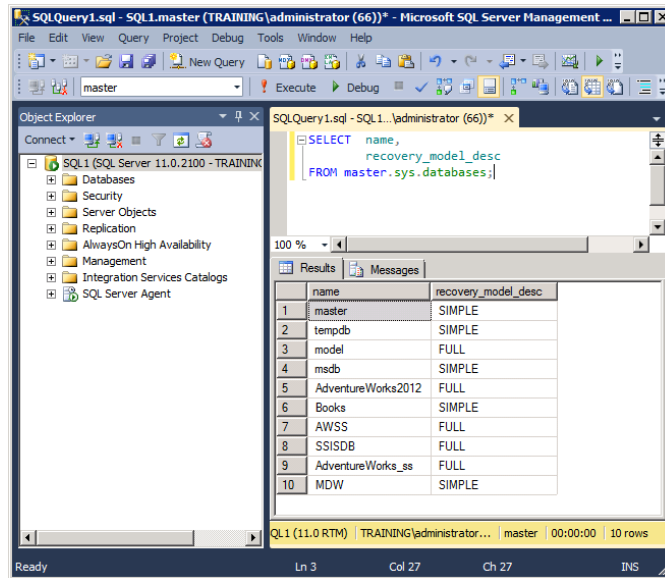 SQLQuery1.sql - SQL1.master (TRAINING\administrator (66))* - Microsoft SQL Server Management ...
File Edit View Query Project Debug Tools Window Help
New Query
master Execute Debug
Object Explorer
Connect
SQL1 (SQL Server 11.0.2100 - TRAINING
Databases
Security
Server Objects
Replication
AlwaysOn High Availability
Management
Integration Services Catalogs
SQL Server Agent
SQLQuery1.sql - SQL1...\administrator (66))*
SELECT name,
recovery_model_desc
FROM master.sys.databases;
100 %
Results Messages
name recovery_model_desc
1 master SIMPLE
2 tempdb SIMPLE
3 model FULL
4 msdb SIMPLE
5 AdventureWorks2012 FULL
6 Books SIMPLE
7 AWSS FULL
8 SSISDB FULL
9 AdventureWorks_ss FULL
10 MDW SIMPLE
QL1 (11.0 RTM) TRAINING\administrator... master 00:00:00 10 rows
Ready Ln 3 Col 27 Ch 27 INS